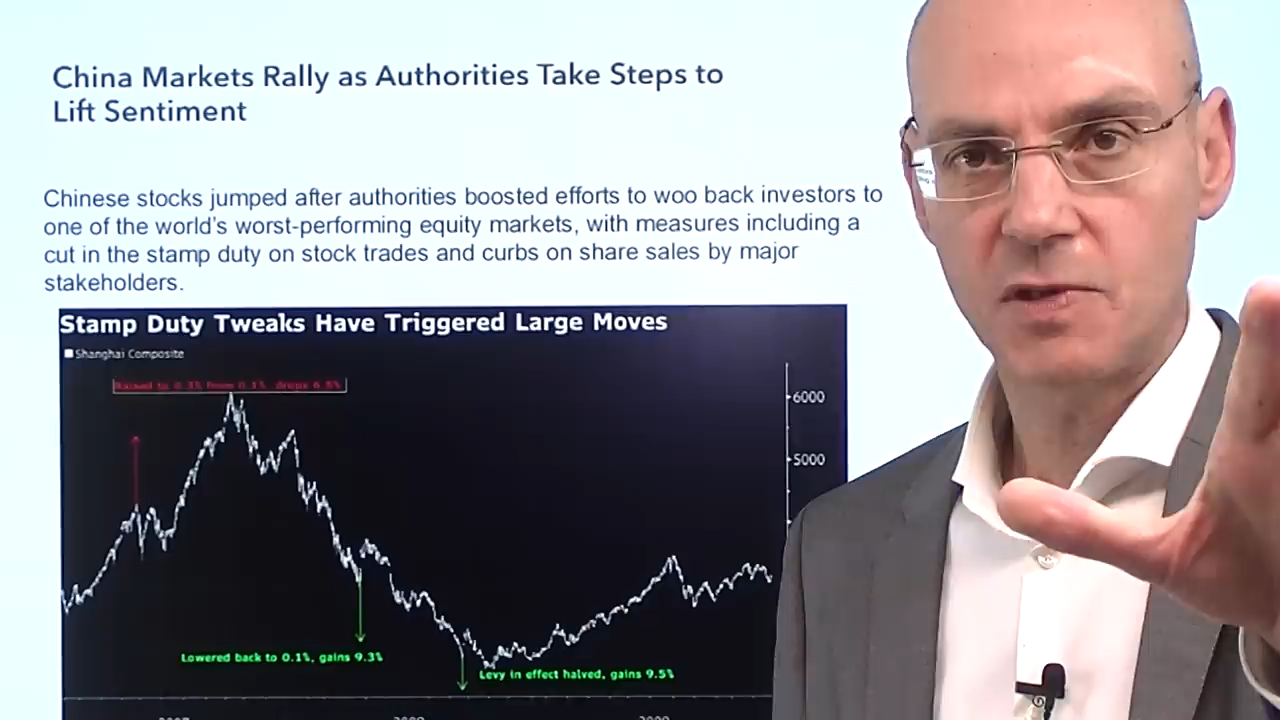 China Markets Rally as Authorities Take Steps to
Lift Sentiment
Chinese stocks jumped after authorities boosted efforts to woo back investors to
one of the world's worst-performing equity markets, with measures including a
cut in the stamp duty on stock trades and curbs on share sales by major
stakeholders.
Stamp Duty Tweaks Have Triggered Large Moves
Shanghai Composite
Raised to 0.3% from 0.1%, drops 6.5%
6000
5000
Lowered back to 0.1%, gains 9.3%
Levy in effect halved, gains 9.5%